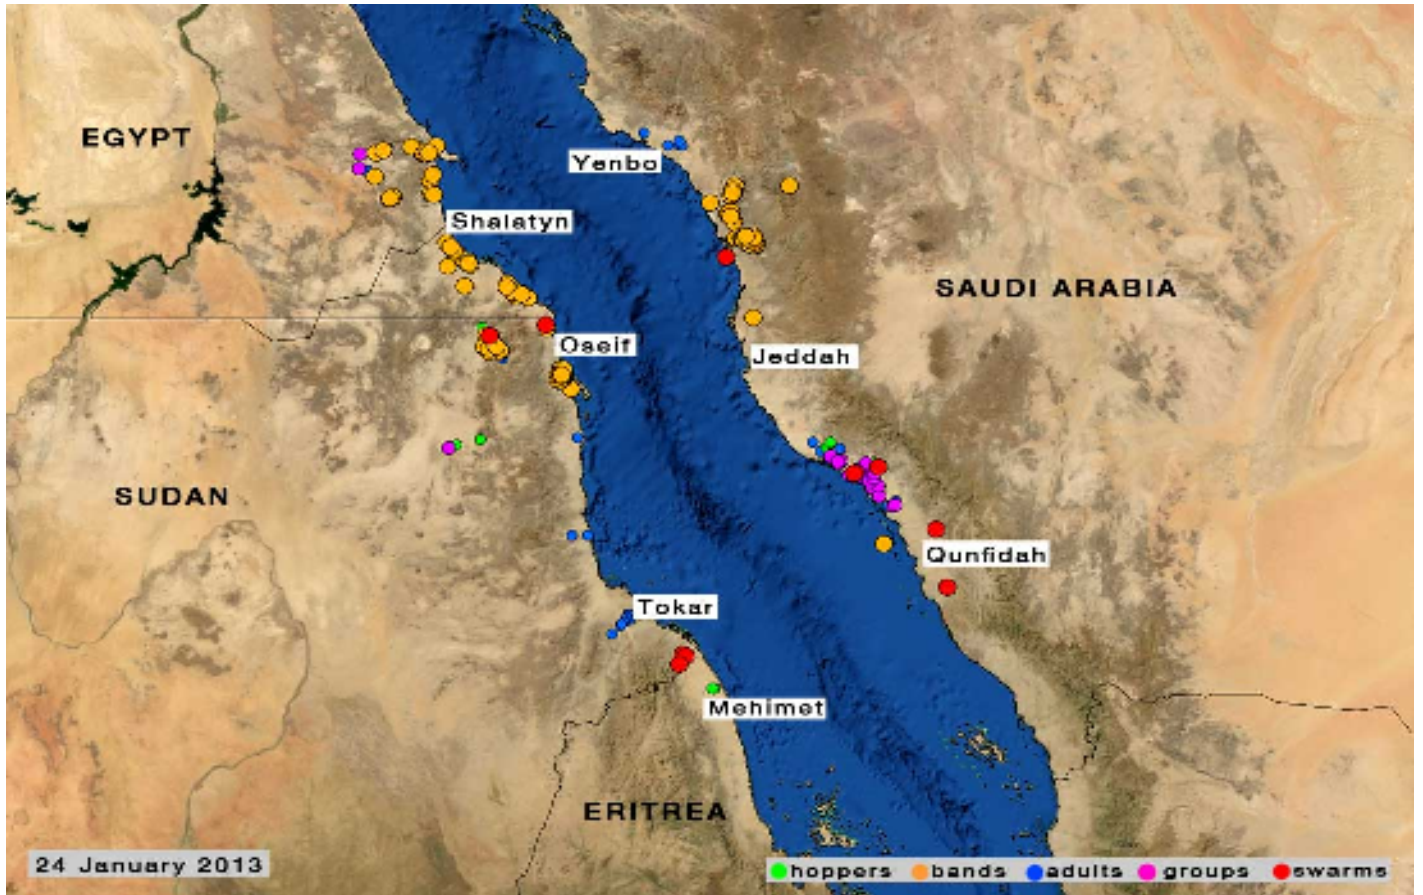 EGYPT
Yenbo
Shalatyn
SAUDI ARABIA
Oseif
Jeddah
SUDAN
Qunfidah
Tokar
Mehimet
ERITREA
24 January 2013
hoppers bands adults groups swarms